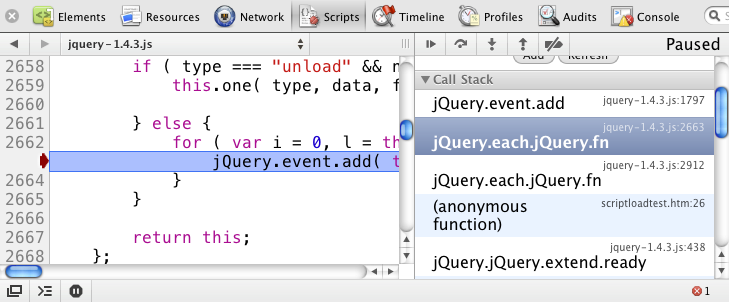 Elements Resources Network Scripts Timeline Profiles Audits Console
jquery-1.4.3.js
Paused
2658 if ( type === "unload" && n
2659 this.one( type, data, f
2660
2661 } else {
2662 for ( var i = 0, l = th
jQuery.event.add( t
2664 }
2665 }
2666
2667 return this;
2668 };
Add Refresh
Call Stack
jQuery.event.add jquery-1.4.3.js:1797
jquery-1.4.3.js:2663
jQuery.each.jQuery.fn
jquery-1.4.3.js:2912
jQuery.each.jQuery.fn
(anonymous scriptloadtest.htm:26
function)
jquery-1.4.3.js:438
jQuery.jQuery.extend.ready
1